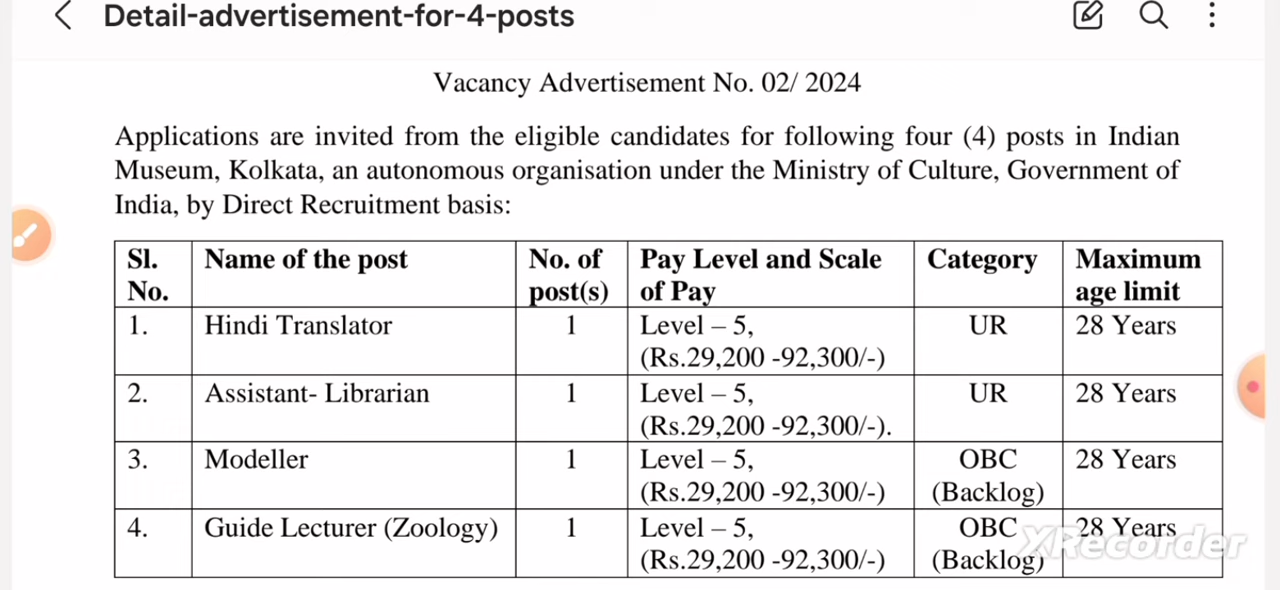 Detail-advertisement-for-4-posts
Vacancy Advertisement No. 02/ 2024
Applications are invited from the eligible candidates for following four (4) posts in Indian
Museum, Kolkata, an autonomous organisation under the Ministry of Culture, Government of
India, by Direct Recruitment basis:
Sl. No. Name of the post No. of post(s) Pay Level and Scale of Pay Category Maximum age limit
1. Hindi Translator 1 Level – 5, (Rs.29,200 -92,300/-) UR 28 Years
2. Assistant- Librarian 1 Level – 5, (Rs.29,200 -92,300/-). UR 28 Years
3. Modeller 1 Level – 5, (Rs.29,200 -92,300/-) OBC (Backlog) 28 Years
4. Guide Lecturer (Zoology) 1 Level – 5, (Rs.29,200 -92,300/-) OBC (Backlog) 28 Years
XRecorder